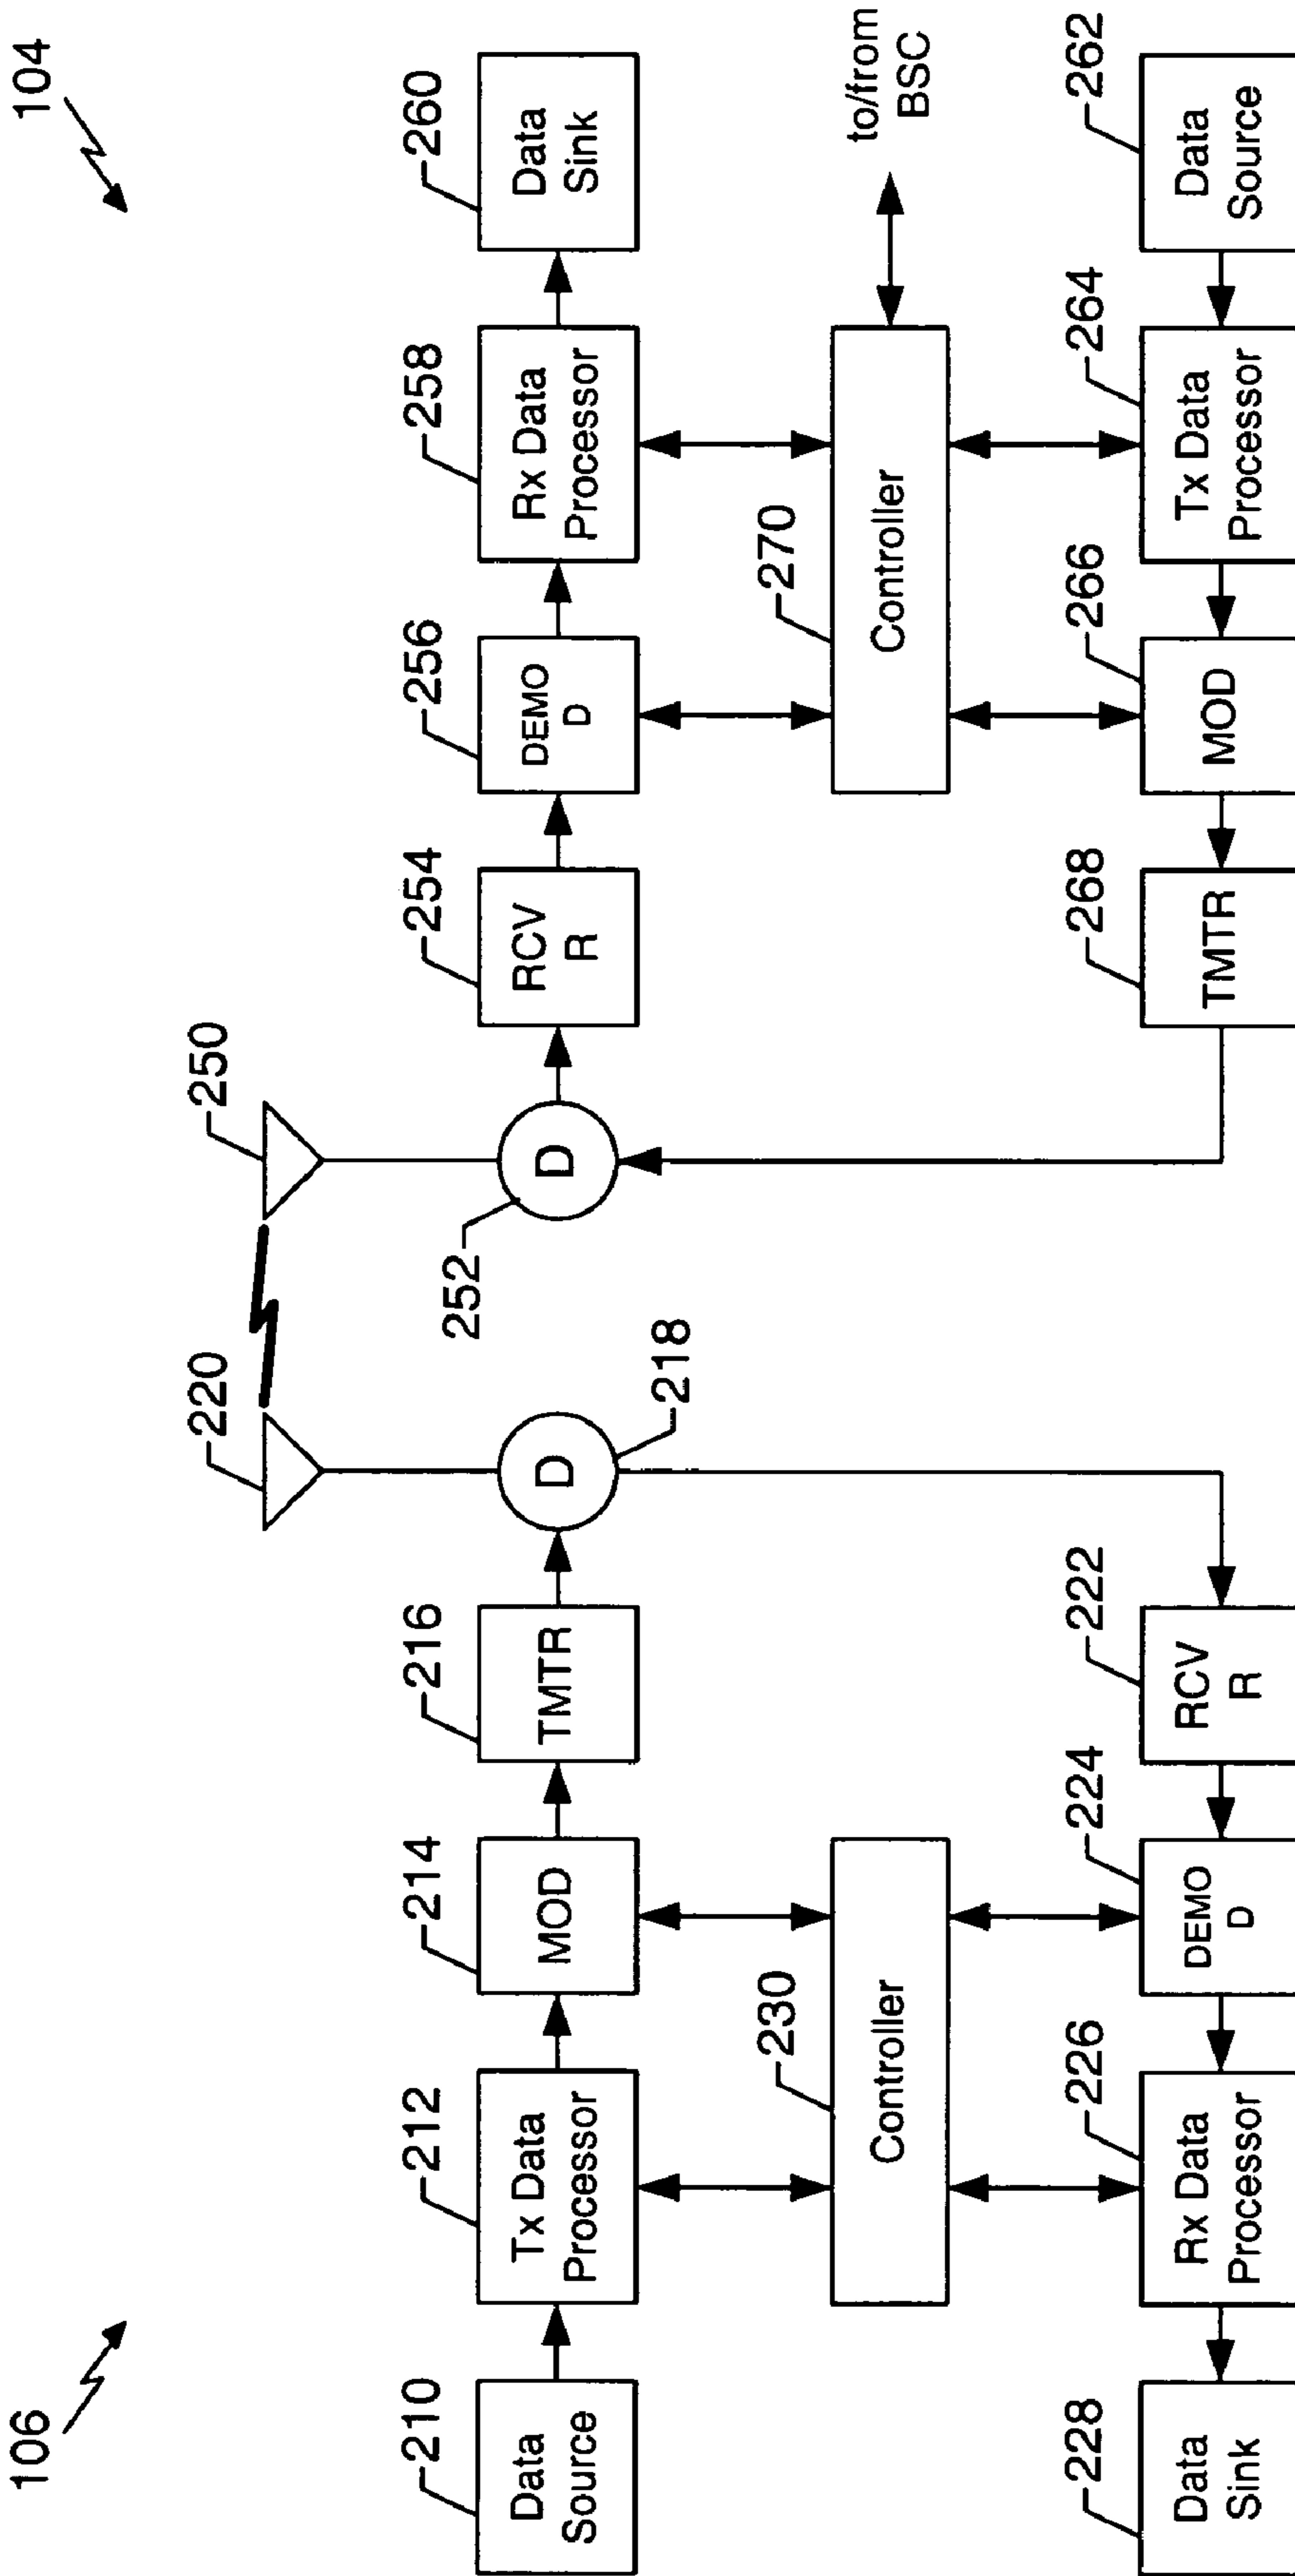 106
104
220
250
210
Data
Source
212
Tx Data
Processor
214
MOD
216
TMTR
D
218
252
D
254
RCV
R
256
DEMO
D
258
Rx Data
Processor
260
Data
Sink
230
Controller
270
Controller
to/from
BSC
228
Data
Sink
226
Rx Data
Processor
224
DEMO
D
222
RCV
R
268
TMTR
266
MOD
264
Tx Data
Processor
262
Data
Source